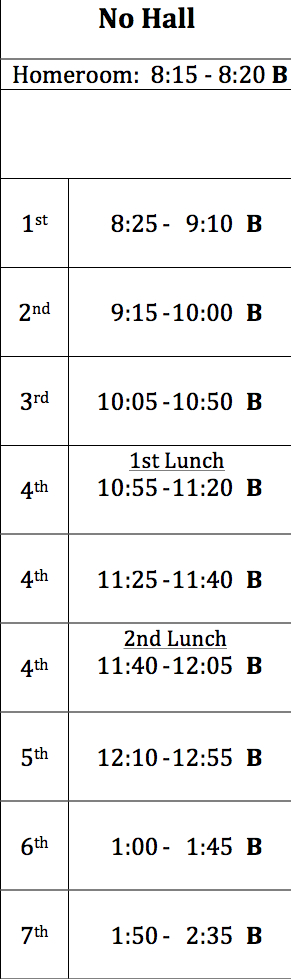 No Hall
Homeroom: 8:15 - 8:20 B
1st 8:25 - 9:10 B
2nd 9:15 -10:00 B
3rd 10:05 -10:50 B
1st Lunch
4th 10:55 -11:20 B
4th 11:25 -11:40 B
2nd Lunch
4th 11:40 -12:05 B
5th 12:10 -12:55 B
6th 1:00 - 1:45 B
7th 1:50 - 2:35 B